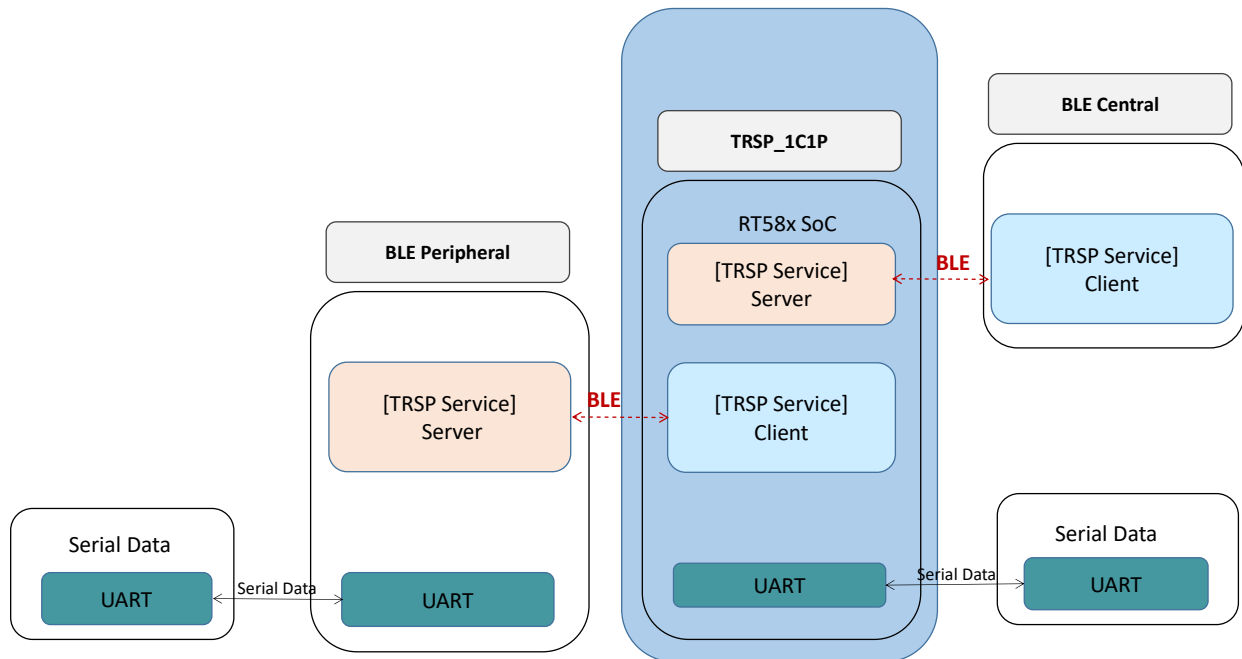 BLE Central
TRSP_1C1P
RT58x SoC
BLE Peripheral
[TRSP Service]
Server
BLE
[TRSP Service]
Client
[TRSP Service]
Server
BLE
[TRSP Service]
Client
Serial Data
UART
Serial Data
UART
UART
Serial Data
Serial Data
UART